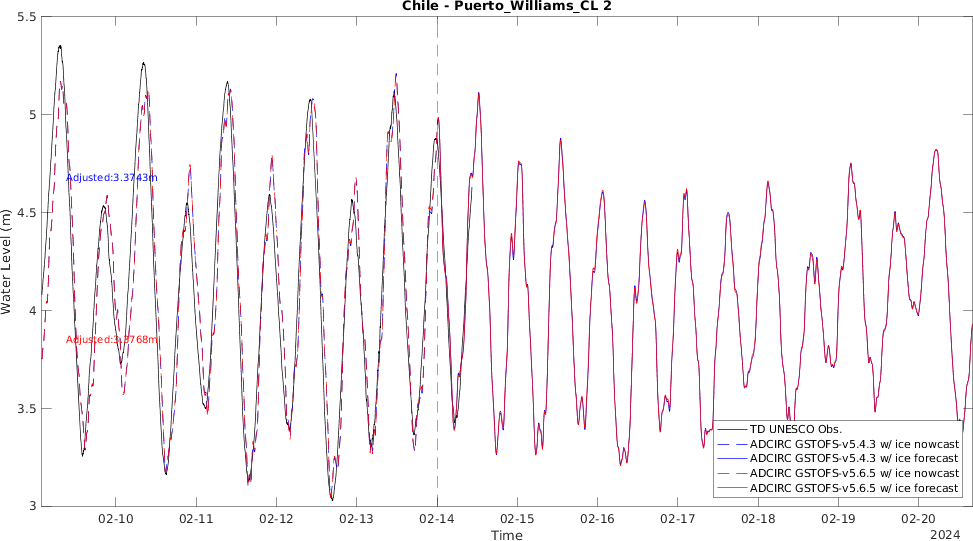 Chile - Puerto_Williams_CL 2
5.5
5
4.5
4
3.5
3
Water Level (m)
Adjusted:3.3743m
Adjusted:3.3768m
TD UNESCO Obs.
ADCIRC GSTOFS-v5.4.3 w/ ice nowcast
ADCIRC GSTOFS-v5.4.3 w/ ice forecast
ADCIRC GSTOFS-v5.6.5 w/ ice nowcast
ADCIRC GSTOFS-v5.6.5 w/ ice forecast
02-10 02-11 02-12 02-13 02-14 02-15 02-16 02-17 02-18 02-19 02-20
Time
2024